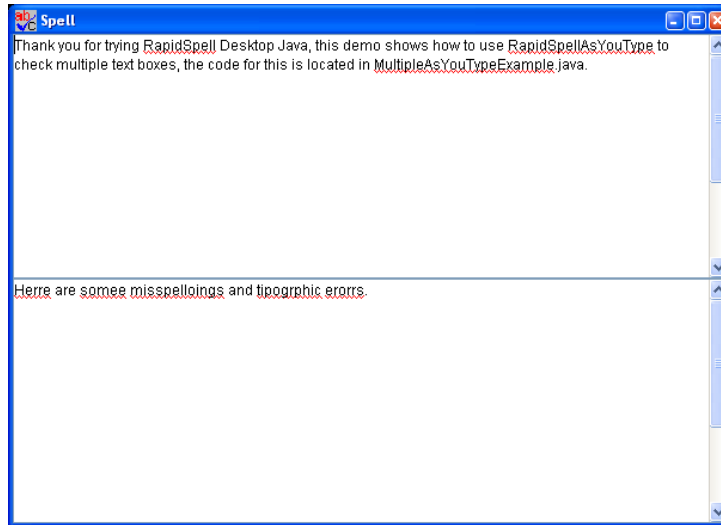 Spell
Thank you for trying RapidSpell Desktop Java, this demo shows how to use RapidSpellAsYouType to
check multiple text boxes, the code for this is located in MultipleAsYouTypeExample.java.
Herre are somee misspelloings and tipogrphic erorrs.